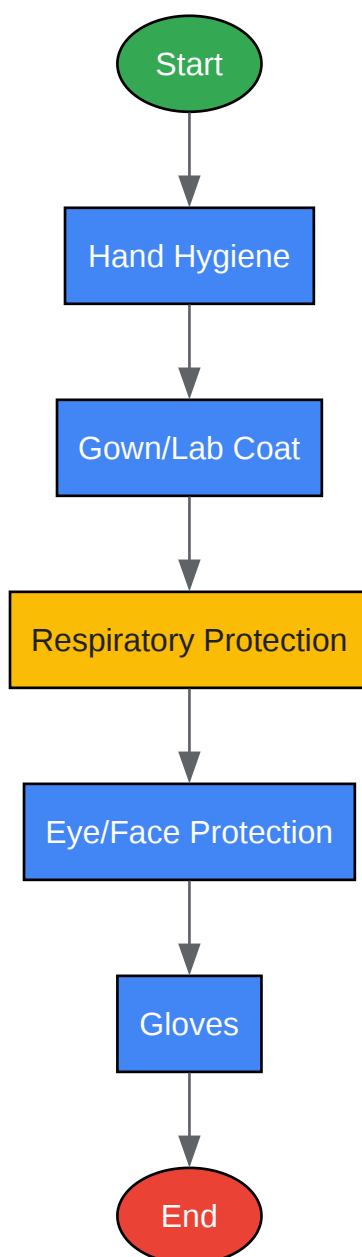 Start
Hand Hygiene
Gown/Lab Coat
Respiratory Protection
Eye/Face Protection
Gloves
End